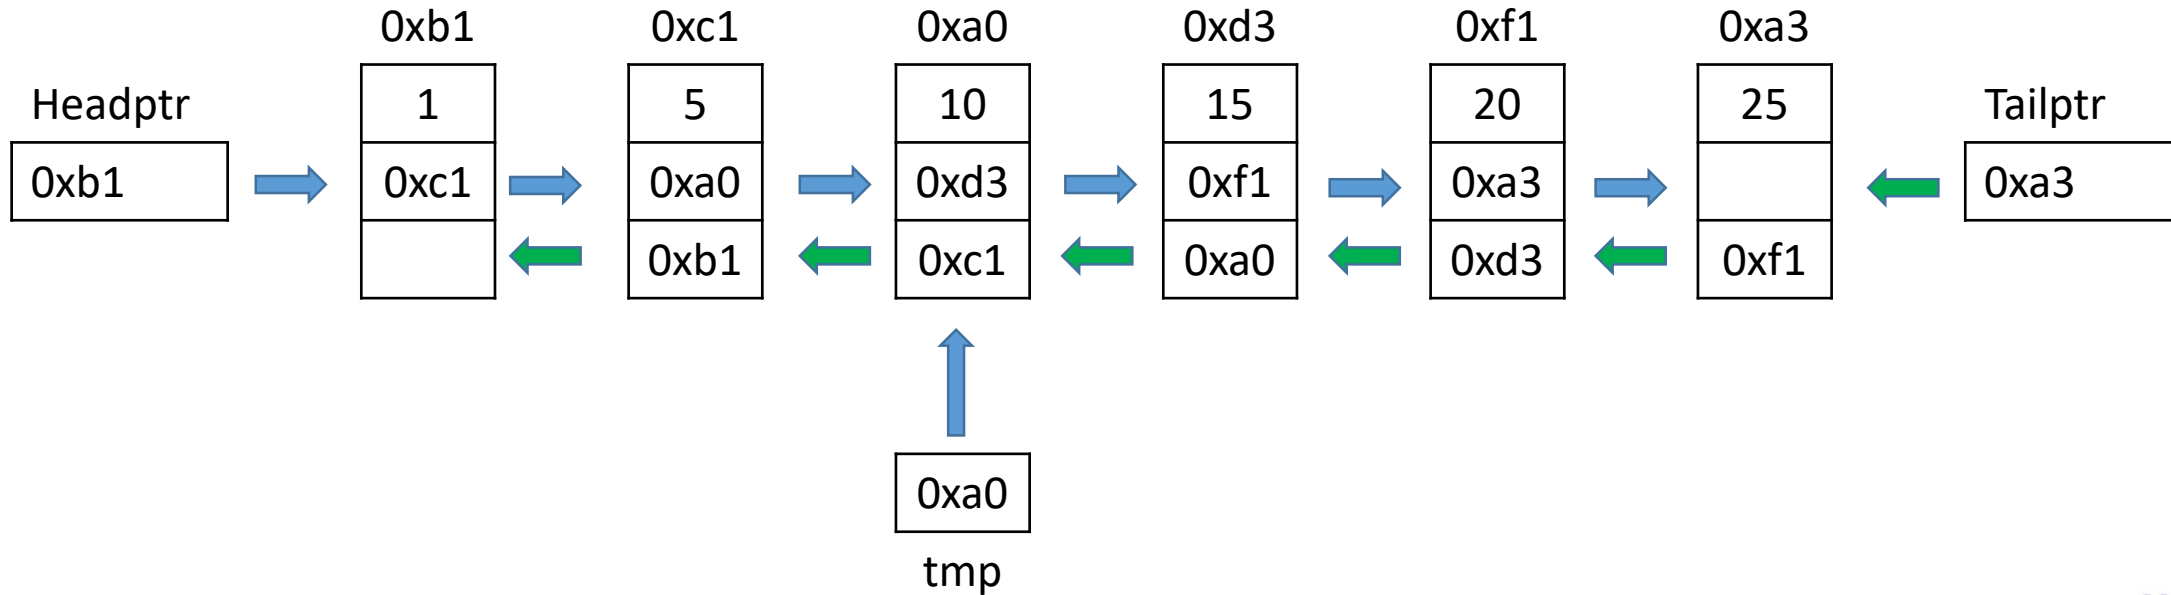 0xb1 0xc1 0xa0 0xd3 0xf1 0xa3
Headptr 1 5 10 15 20 25 Tailptr
0xb1 0xc1 0xa0 0xd3 0xf1 0xa3 0xa3
0xb1 0xc1 0xa0 0xd3 0xf1
0xa0
tmp